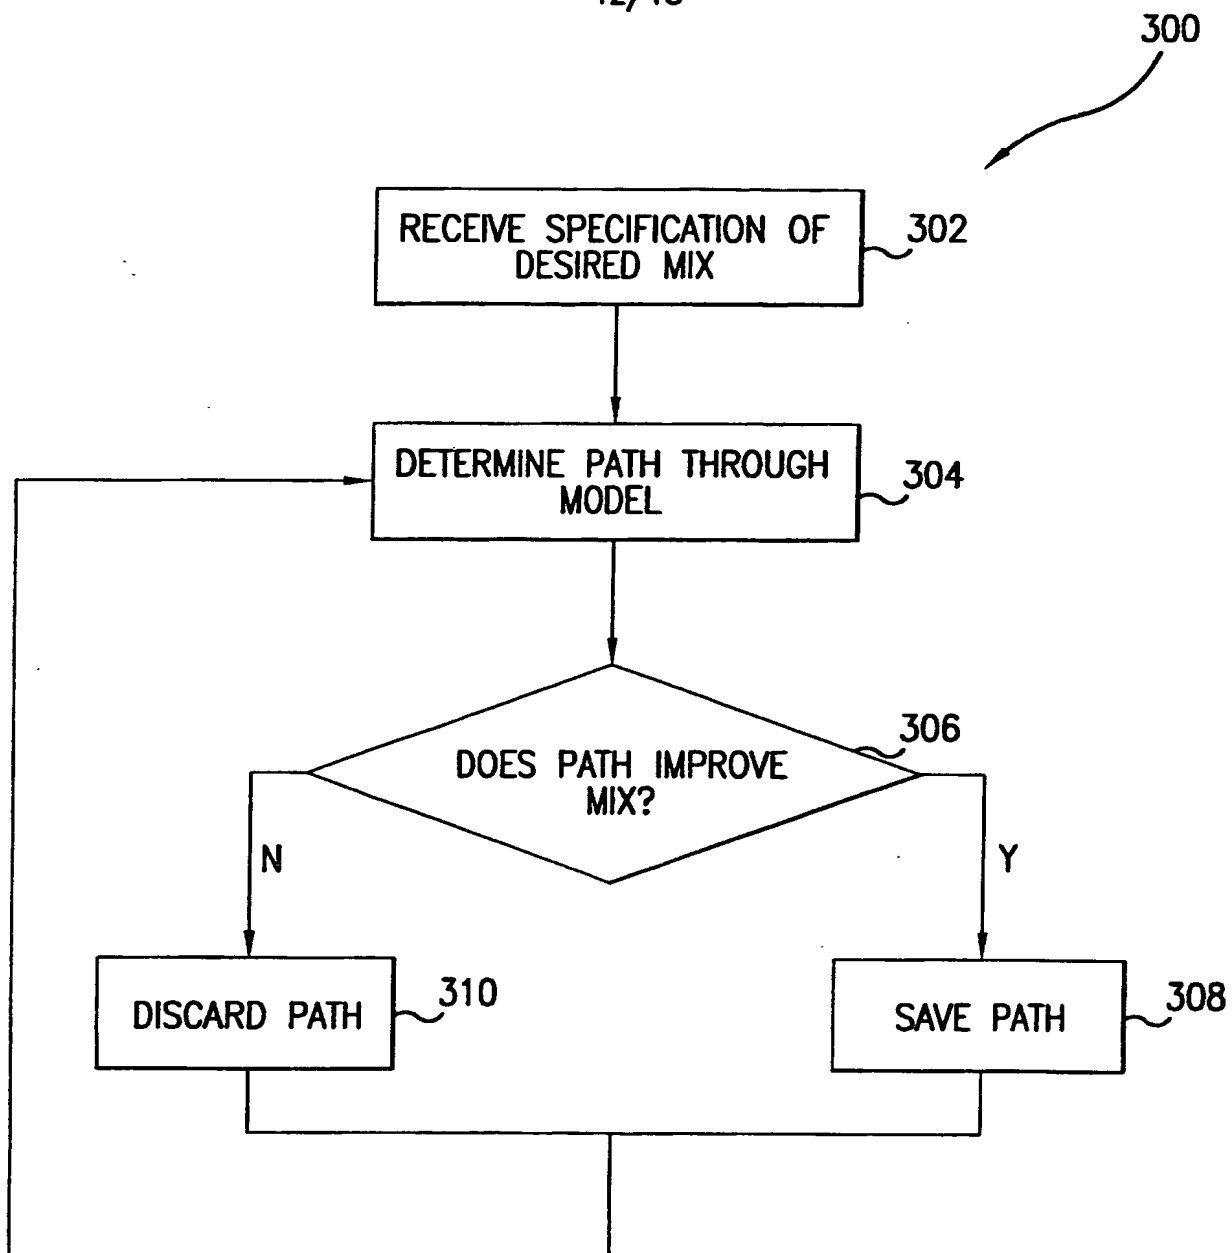 300
RECEIVE SPECIFICATION OF
DESIRED MIX
302
DETERMINE PATH THROUGH
MODEL
304
DOES PATH IMPROVE
MIX?
306
N
Y
DISCARD PATH
310
SAVE PATH
308